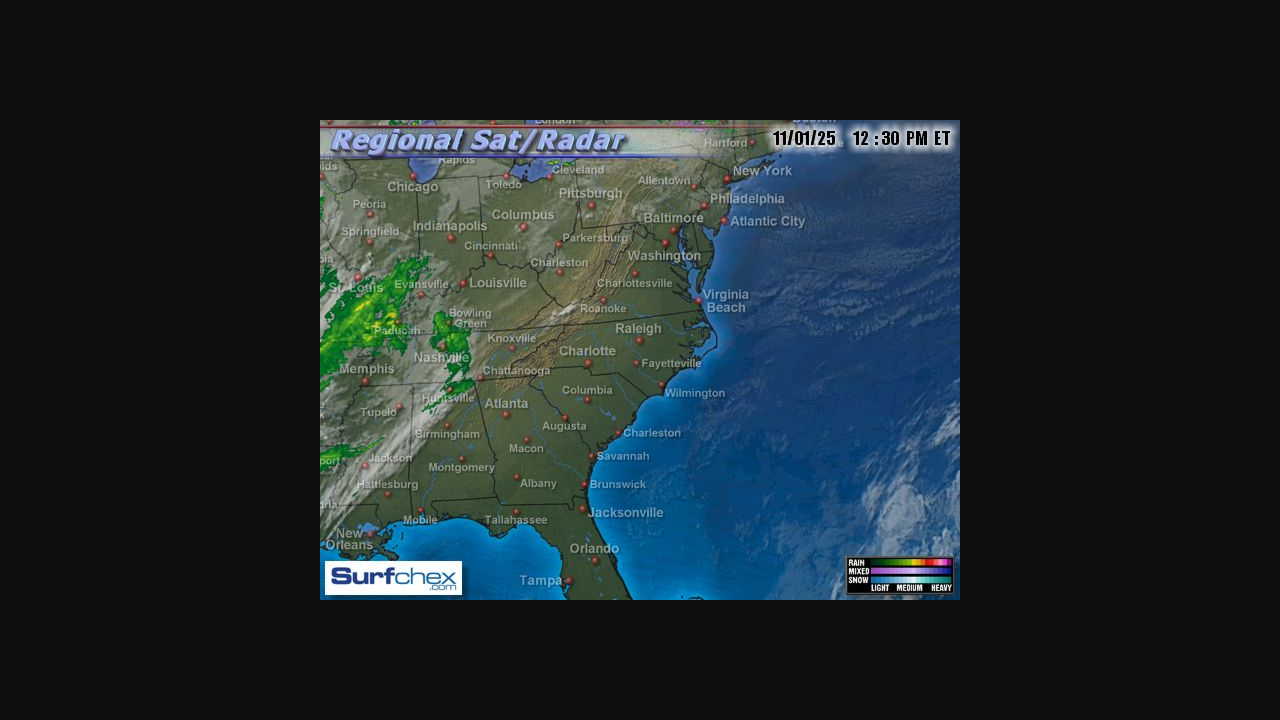 London
Boston
Regional Sat/Radar
11/01/25 12:30 PM ET
Hartford
Rapids
Cleveland
Chicago
Toledo
Allentown
New York
Pittsburgh
Peoria
Philadelphia
Columbus
Baltimore
Atlantic City
Springfield
Indianapolis
Parkersburg
Cincinnati
Washington
Charleston
St. Louis
Evansville
Louisville
Charlottesville
Virginia
Beach
Roanoke
Bowling
Green
Paducah
Raleigh
Knoxville
Nashville
Charlotte
Fayetteville
Memphis
Chattanooga
Huntsville
Columbia
Wilmington
Tupelo
Atlanta
Birmingham
Augusta
Charleston
Macon
Jackson
Savannah
Montgomery
Hattiesburg
Albany
Brunswick
Mobile
Tallahassee
Jacksonville
New
Orleans
Orlando
Tampa
Surfchex
.com
RAIN
MIXED
SNOW
LIGHT MEDIUM HEAVY